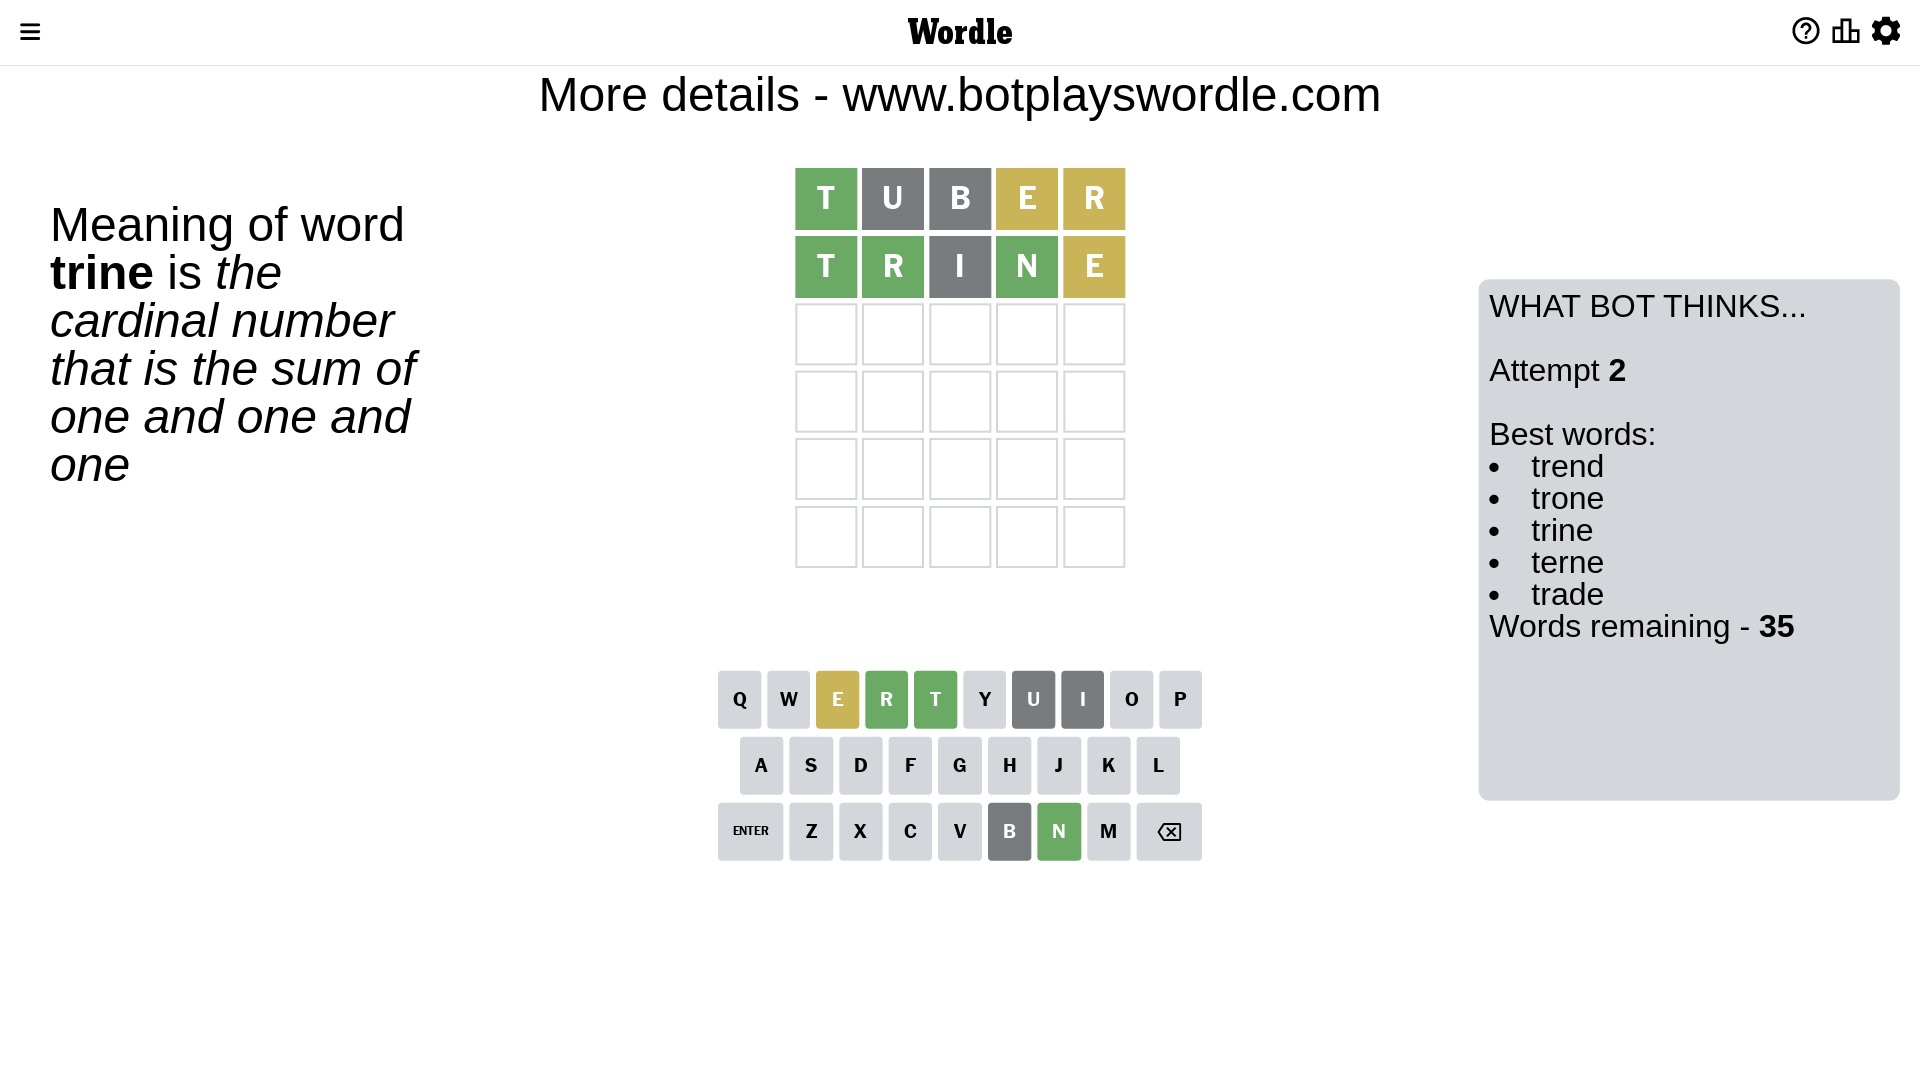 Wordle
More details - www.botplayswordle.com
Meaning of word
trine is the
cardinal number
that is the sum of
one and one and
one
T U B E R
T R I N E
WHAT BOT THINKS...
Attempt 2
Best words:
• trend
• trone
• trine
• terne
• trade
Words remaining - 35
Q W E R T Y U I O P
A S D F G H J K L
ENTER Z X C V B N M